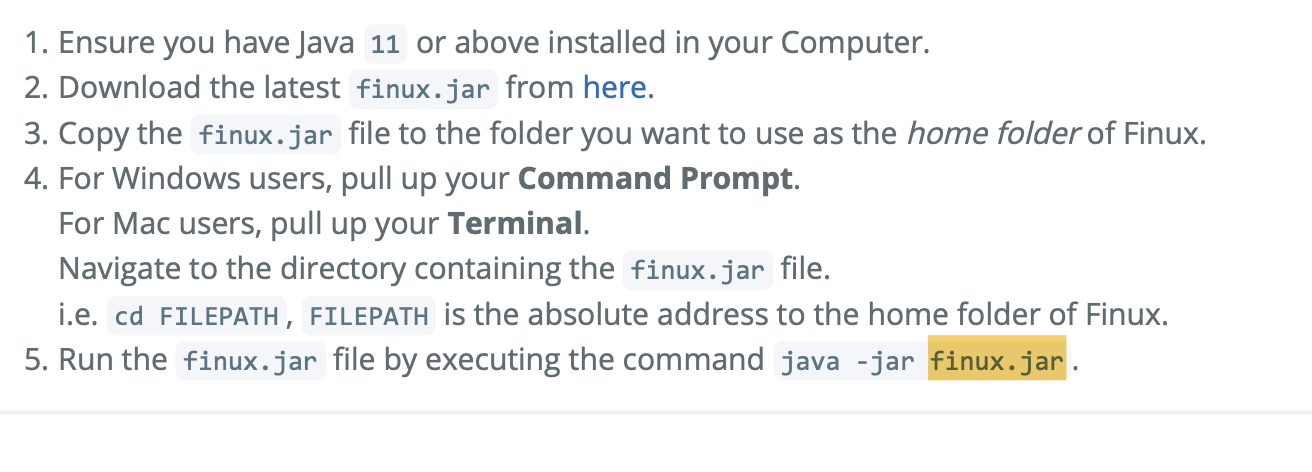 1. Ensure you have Java 11 or above installed in your Computer.
2. Download the latest finux.jar from here.
3. Copy the finux.jar file to the folder you want to use as the home folder of Finux.
4. For Windows users, pull up your Command Prompt.
For Mac users, pull up your Terminal.
Navigate to the directory containing the finux.jar file.
i.e. cd FILEPATH, FILEPATH is the absolute address to the home folder of Finux.
5. Run the finux.jar file by executing the command java -jar finux.jar.